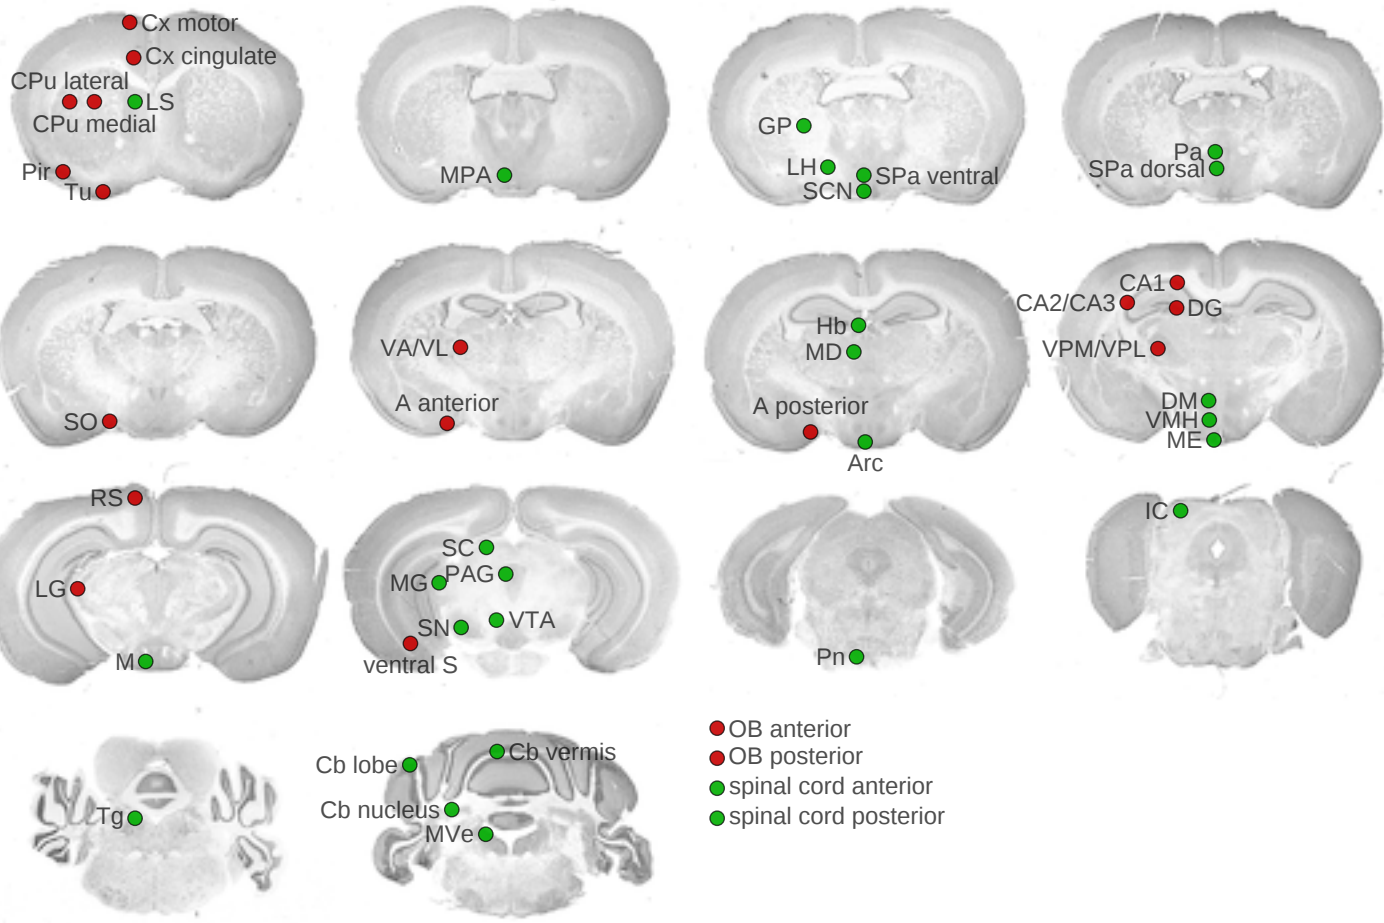 Cx motor
Cx cingulate
CPu lateral
LS
CPu medial
Pir
Tu
MPA
GP
LH
SPa ventral
SCN
Pa
SPa dorsal
SO
VA/VL
A anterior
Hb
MD
A posterior
Arc
CA1
CA2/CA3
DG
VPM/VPL
DM
VMH
ME
RS
LG
M
SC
MG
PAG
SN
VTA
ventral S
Pn
IC
Tg
Cb lobe
Cb vermis
Cb nucleus
MVe
OB anterior
OB posterior
spinal cord anterior
spinal cord posterior